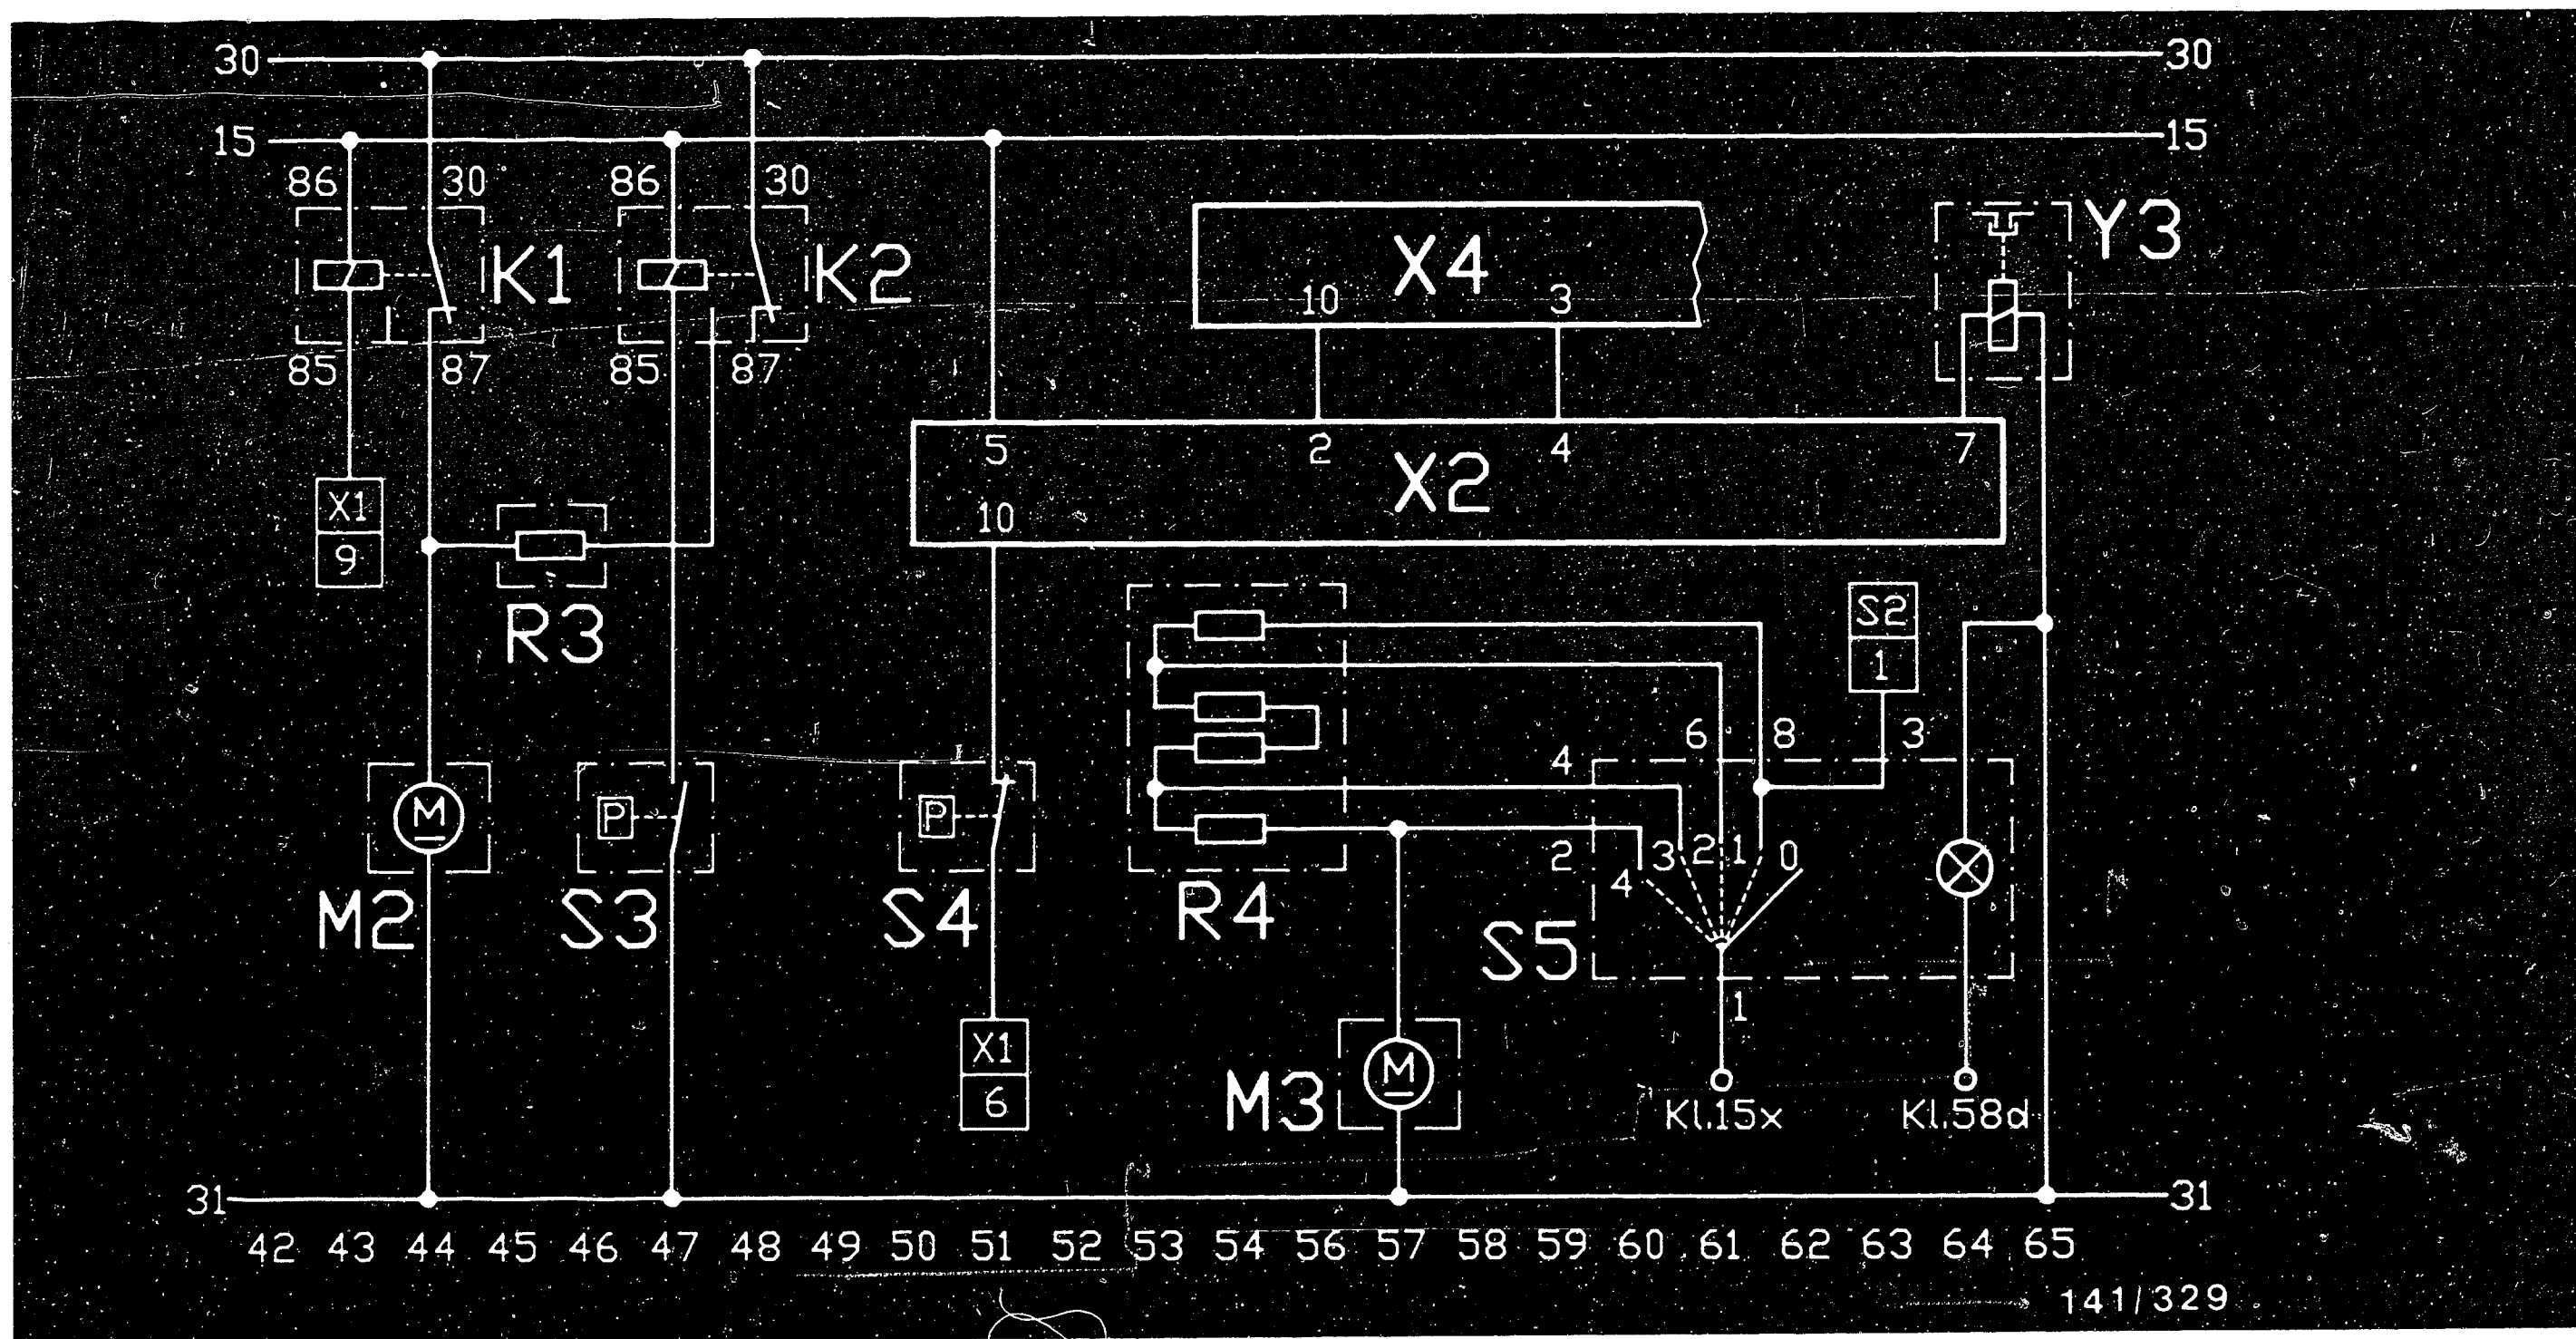 30 30
15 15
86 30 86 30
K1 K2 X4 Y3
10 3
85 87 85 87
5 2 4 7
X2
X1 10
9
R3
S2
1
6 8 3
4
M P P
2 3 2 1 0
4
M2 S3 S4 R4 S5
1
X1
6
M3 M
Kl.15x Kl.58d
31 31
42 43 44 45 46 47 48 49 50 51 52 53 54 56 57 58 59 60 61 62 63 64 65
141/329